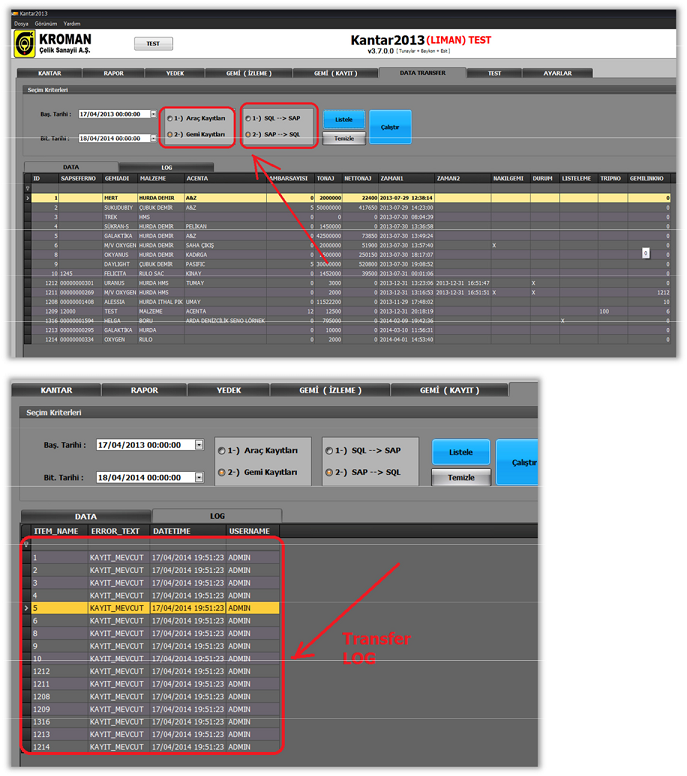 Kantar2013
Dosya Görünüm Yardım
KROMAN
Çelik Sanayii A.Ş.
TEST
Kantar2013 (LIMAN) TEST
v3.7.0.0 [ Tunaylar + Baykon + Esit ]
KANTAR RAPOR YEDEK GEMİ ( İZLEME ) GEMİ ( KAYIT ) DATA TRANSFER TEST AYARLAR
Seçim Kriterleri
Baş. Tarihi : 17/04/2013 00:00:00 1-) Araç Kayıtları 1-) SQL --> SAP Listele Çalıştır
Bit. Tarihi : 18/04/2014 00:00:00 2-) Gemi Kayıtları 2-) SAP --> SQL Temizle
DATA LOG
ID SAPSEFERNO GEMIADI MALZEME ACENTA AMBARSAYISI TONAJ NETTONAJ ZAMAN1 ZAMAN2 NAKILGEMI DURUM LISTELEME TRIPNO GEMILINKNO
1 MERT HURDA DEMIR A&Z 0 2000000 22400 2013-07-29 12:38:14 0
2 SUKUDUBIY ÇUBUK DEMİR A&Z 5 50000000 417650 2013-07-29 14:23:00 0
3 TREK HMS 0 0 0 2013-07-30 08:04:39 0
4 SÜKRAN-S HURDA DEMIR PELİKAN 0 1450000 0 2013-07-30 13:36:58 0
5 GALAKTIKA HURDA DEMIR A&Z 0 42500000 73850 2013-07-30 13:49:24 0
6 M/V OXYGEN HURDA DEMIR SAHA ÇIKIŞ 0 2000000 51900 2013-07-30 13:57:40 X 0
8 OKYANUS HURDA DEMIR KADRGA 0 1500000 250150 2013-07-30 18:17:07 0
9 DAYLIGHT ÇUBUK DEMİR PASIFIC 5 30000000 520800 2013-07-30 19:08:52 0
10 1245 FELICITA RULO SAC KINAY 0 1452000 39500 2013-07-31 00:01:06 0
1212 00000000301 URANUS HURDA HMS TUMAY 0 3000 0 2013-12-31 13:23:06 2013-12-31 16:51:47 X 0
1211 00000000289 M/V OXYGEN HURDA HMS 0 2000 0 2013-12-31 13:16:53 2013-12-31 16:51:51 X X 1212
1208 00000001408 ALESSIA HURDA ITHAL PIK UMAY 0 11522200 0 2013-11-29 17:48:02 10
1209 12000 TEST MALZEME ACENTA 12 12500 0 2013-12-31 20:18:19 100 6
1316 00000001594 HELGA BORU ARDA DENİZCİLİK SENO LÖRNEK 0 795000 0 2014-02-09 19:42:26 X 0
1213 00000000295 GALAKTIKA HURDA 0 10000 0 2014-03-10 11:56:31 0
1214 00000000334 OXYGEN RULO 0 2000 0 2014-04-01 14:53:40 0
KANTAR RAPOR YEDEK GEMİ ( İZLEME ) GEMİ ( KAYIT )
Seçim Kriterleri
Baş. Tarihi : 17/04/2013 00:00:00 1-) Araç Kayıtları 1-) SQL --> SAP Listele Çalıştır
Bit. Tarihi : 18/04/2014 00:00:00 2-) Gemi Kayıtları 2-) SAP --> SQL Temizle
DATA LOG
ITEM_NAME ERROR_TEXT DATETIME USERNAME
1 KAYIT_MEVCUT 17/04/2014 19:51:23 ADMIN
2 KAYIT_MEVCUT 17/04/2014 19:51:23 ADMIN
3 KAYIT_MEVCUT 17/04/2014 19:51:23 ADMIN
4 KAYIT_MEVCUT 17/04/2014 19:51:23 ADMIN
5 KAYIT_MEVCUT 17/04/2014 19:51:23 ADMIN
6 KAYIT_MEVCUT 17/04/2014 19:51:23 ADMIN
8 KAYIT_MEVCUT 17/04/2014 19:51:23 ADMIN
9 KAYIT_MEVCUT 17/04/2014 19:51:23 ADMIN
10 KAYIT_MEVCUT 17/04/2014 19:51:23 ADMIN
1212 KAYIT_MEVCUT 17/04/2014 19:51:23 ADMIN
1211 KAYIT_MEVCUT 17/04/2014 19:51:23 ADMIN
1208 KAYIT_MEVCUT 17/04/2014 19:51:23 ADMIN
1209 KAYIT_MEVCUT 17/04/2014 19:51:23 ADMIN
1316 KAYIT_MEVCUT 17/04/2014 19:51:23 ADMIN
1213 KAYIT_MEVCUT 17/04/2014 19:51:23 ADMIN
1214 KAYIT_MEVCUT 17/04/2014 19:51:23 ADMIN
Transfer
LOG